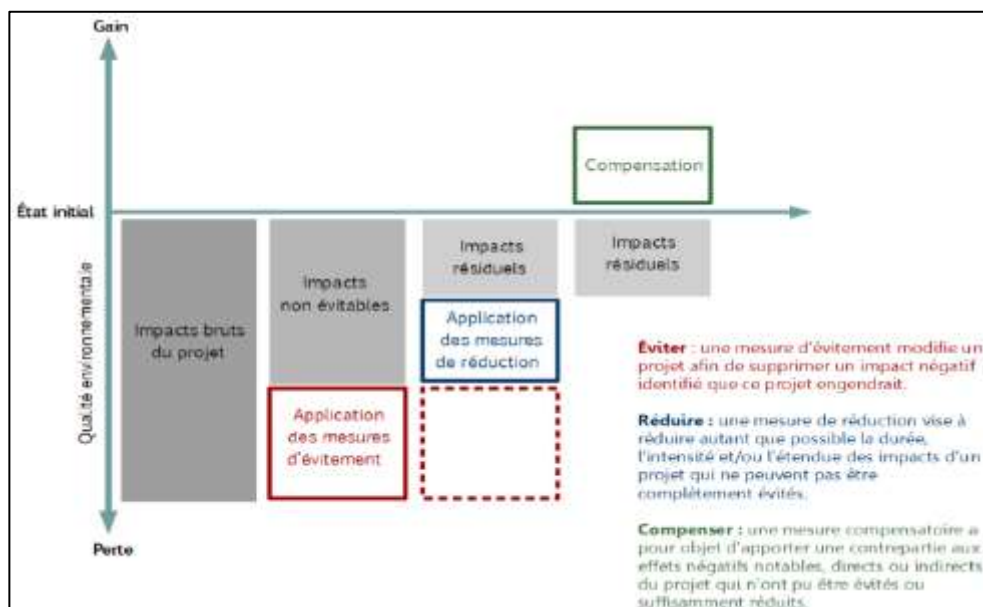 Gain
Compensation
État initial
Impacts bruts
du projet
Impacts
non évitables
Impacts
résiduels
Impacts
résiduels
Application
des mesures
de réduction
Application
des mesures
d'évitement
Qualité environnementale
Perte
Éviter : une mesure d'évitement modifie un
projet afin de supprimer un impact négatif
identifié que ce projet engendrait.
Réduire : une mesure de réduction vise à
réduire autant que possible la durée,
l'intensité et/ou l'étendue des impacts d'un
projet qui ne peuvent pas être
complètement évités.
Compenser : une mesure compensatoire a
pour objet d'apporter une contrepartie aux
effets négatifs notables, directs ou indirects
du projet qui n'ont pu être évités ou
suffisamment réduits.